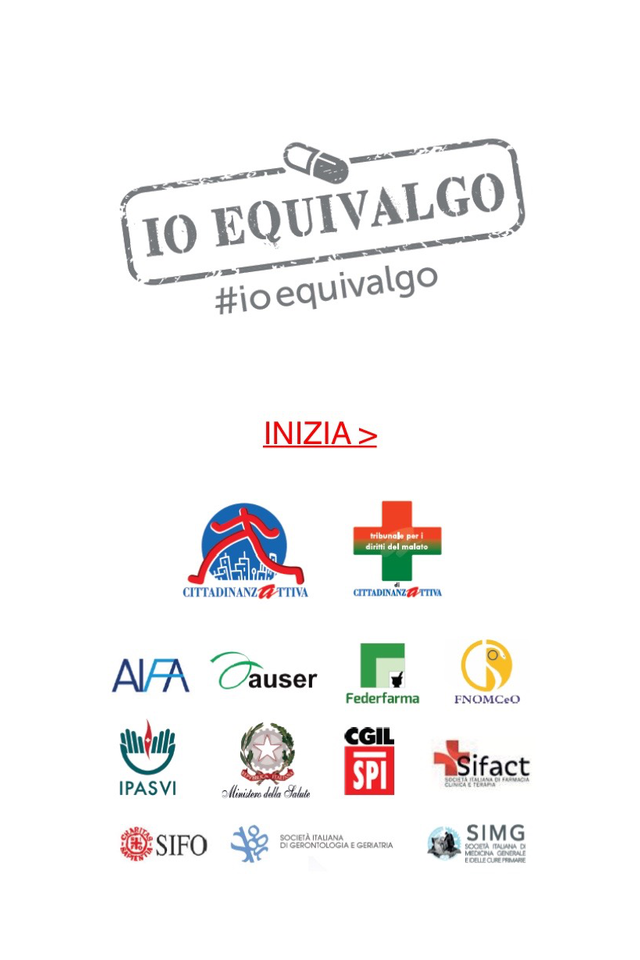 IO EQUIVALGO
#ioequivalgo
INIZIA >
CITTADINANZATTIVA
tribunale per i
diritti del malato
di
CITTADINANZATTIVA
AIFA
auser
Federfarma
FNOMCeO
IPASVI
Ministero della Salute
CGIL
SPI
Sifact
SOCIETÀ ITALIANA DI FARMACIA
CLINICA E TERAPIA
CHARITAS
SAPIENTIA
SIFO
SOCIETÀ ITALIANA
DI GERONTOLOGIA E GERIATRIA
SIMG
SOCIETÀ ITALIANA DI
MEDICINA GENERALE
E DELLE CURE PRIMARIE